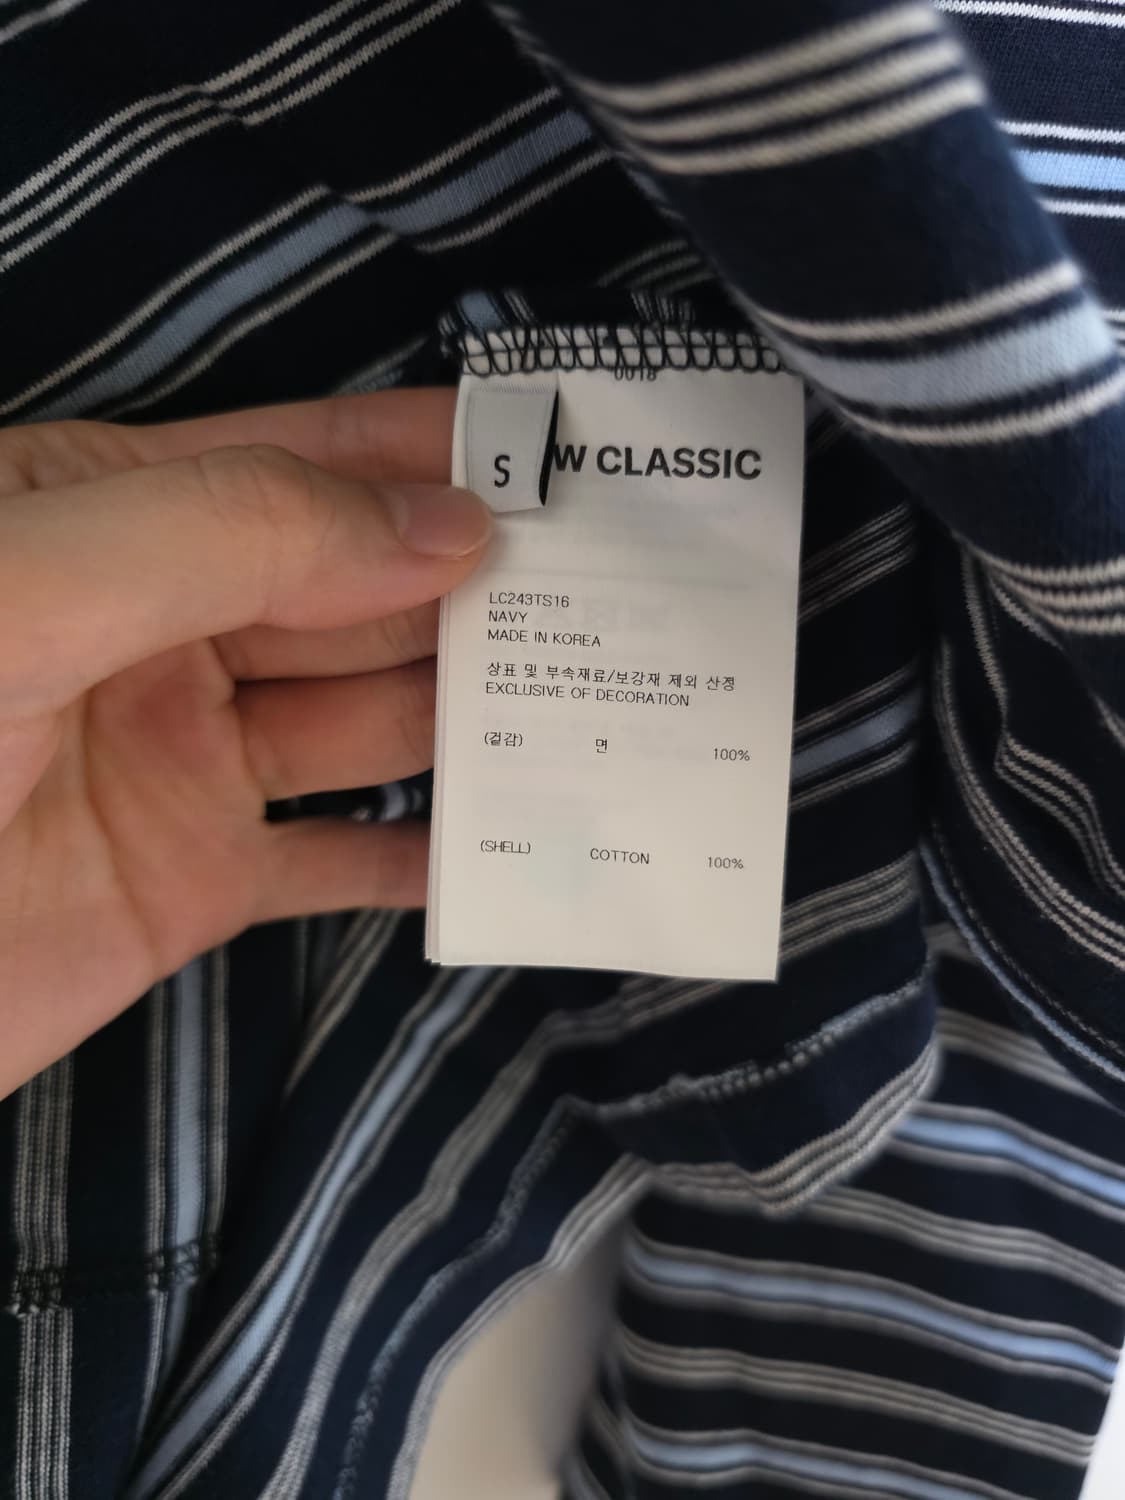 0018
S
W CLASSIC
LC243TS16
NAVY
MADE IN KOREA
상표 및 부속재료/보강재 제외 산정
EXCLUSIVE OF DECORATION
(겉감) 면 100%
(SHELL) COTTON 100%